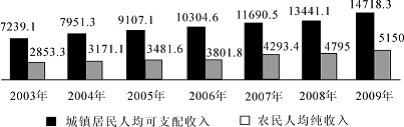 7239.1 7951.3 9107.1 10304.6 11690.5 13441.1 14718.3
2853.3 3171.1 3481.6 3801.8 4293.4 4795 5150
2003年 2004年 2005年 2006年 2007年 2008年 2009年
城镇居民人均可支配收入 农民人均纯收入